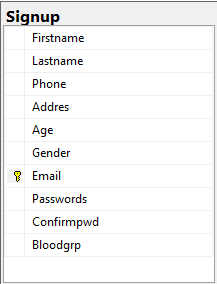 Signup
Firstname
Lastname
Phone
Addres
Age
Gender
Email
Passwords
Confirmpwd
Bloodgrp